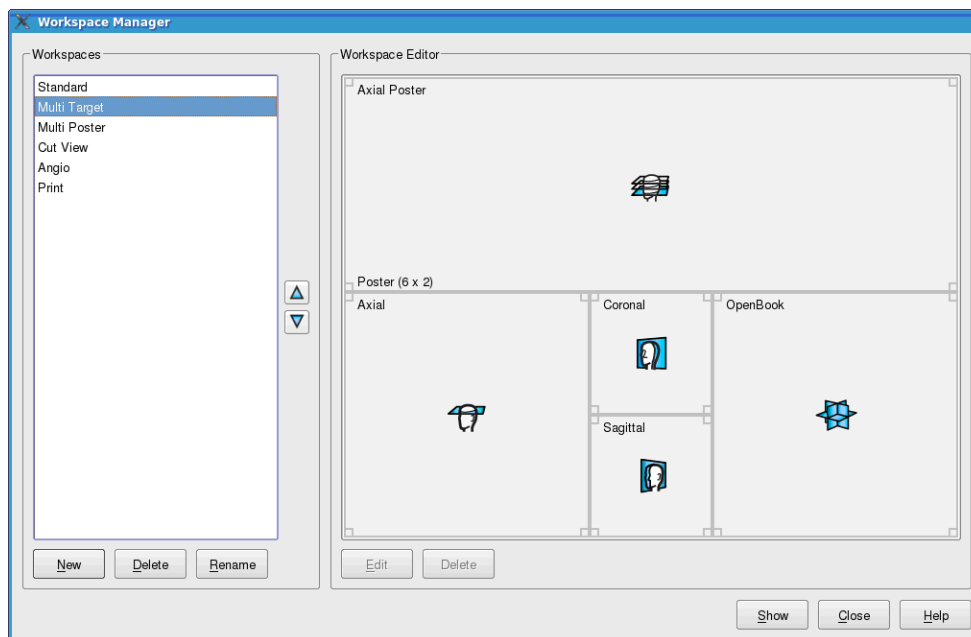 Workspace Manager
Workspaces
Standard
Multi Target
Multi Poster
Cut View
Angio
Print
New
Delete
Rename
Workspace Editor
Axial Poster
Poster (6 x 2)
Axial
Coronal
OpenBook
Sagittal
Edit
Delete
Show
Close
Help